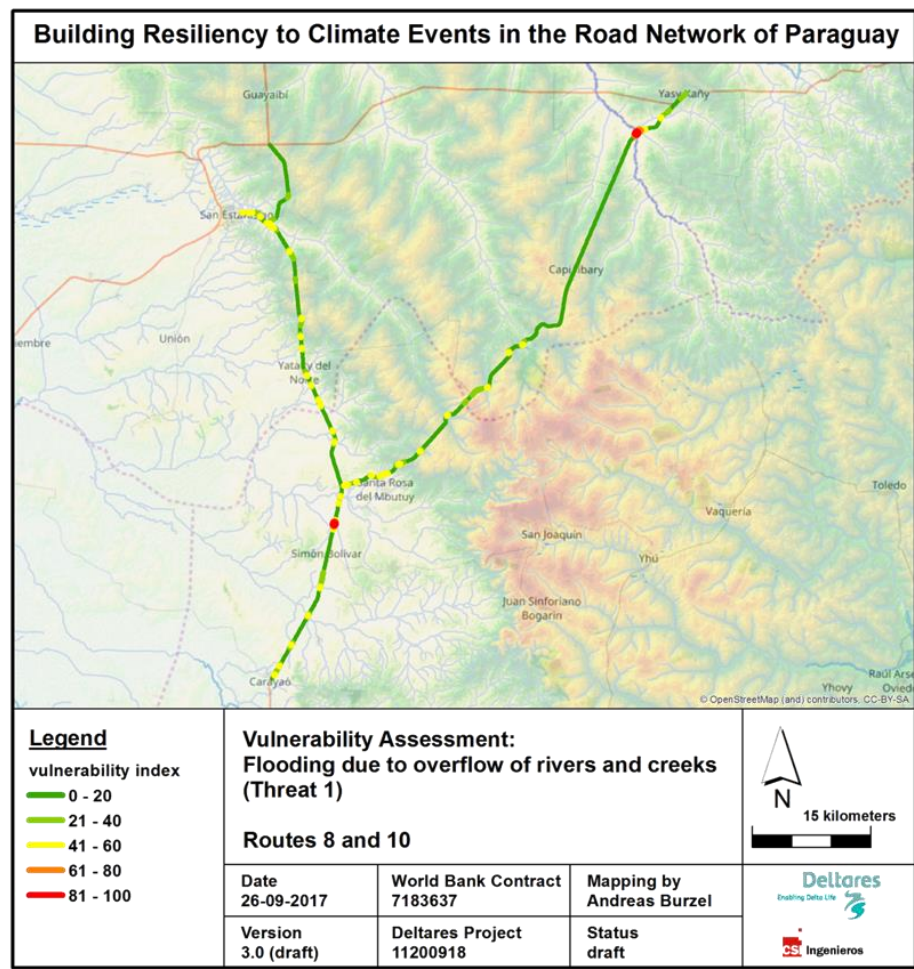 Building Resiliency to Climate Events in the Road Network of Paraguay
Guayaibí
Yasy Kañy
San Estanislao
Capiibary
iembre
Unión
Yataity del
Norte
Santa Rosa
del Mbutuy
Toledo
Vaquería
San Joaquín
Simón Bolívar
Yhú
Juan Sinforiano
Bogarín
Carayaó
Raúl Arse
Oviedo
Yhovy
© OpenStreetMap (and) contributors, CC-BY-SA
Legend
vulnerability index
0 - 20
21 - 40
41 - 60
61 - 80
81 - 100
Vulnerability Assessment:
Flooding due to overflow of rivers and creeks
(Threat 1)
Routes 8 and 10
N
15 kilometers
Date
26-09-2017
World Bank Contract
7183637
Mapping by
Andreas Burzel
Version
3.0 (draft)
Deltares Project
11200918
Status
draft
Deltares
Enabling Delta Life
CSI Ingenieros